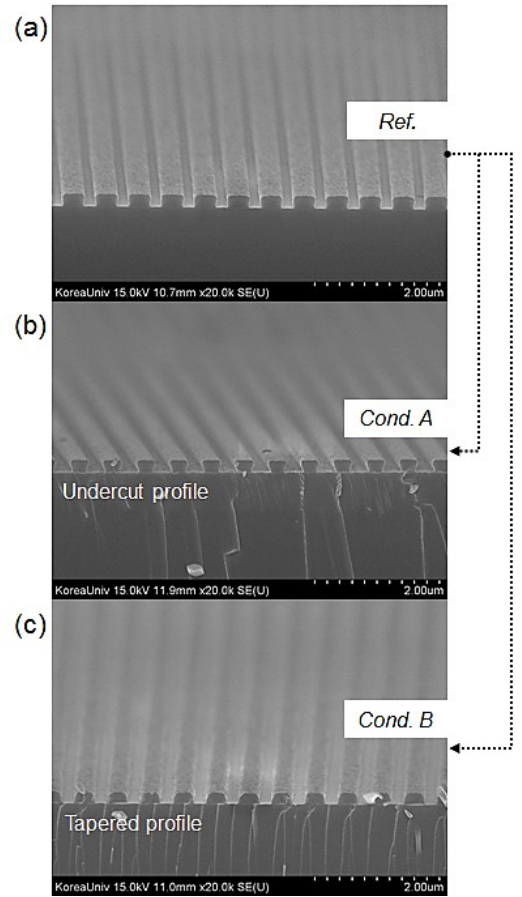 (a)
Ref.
KoreaUniv 15.0kV 10.7mm x20.0k SE(U)
2.00um
(b)
Cond. A
Undercut profile
KoreaUniv 15.0kV 11.9mm x20.0k SE(U)
2.00um
(c)
Cond. B
Tapered profile
KoreaUniv 15.0kV 11.0mm x20.0k SE(U)
2.00um